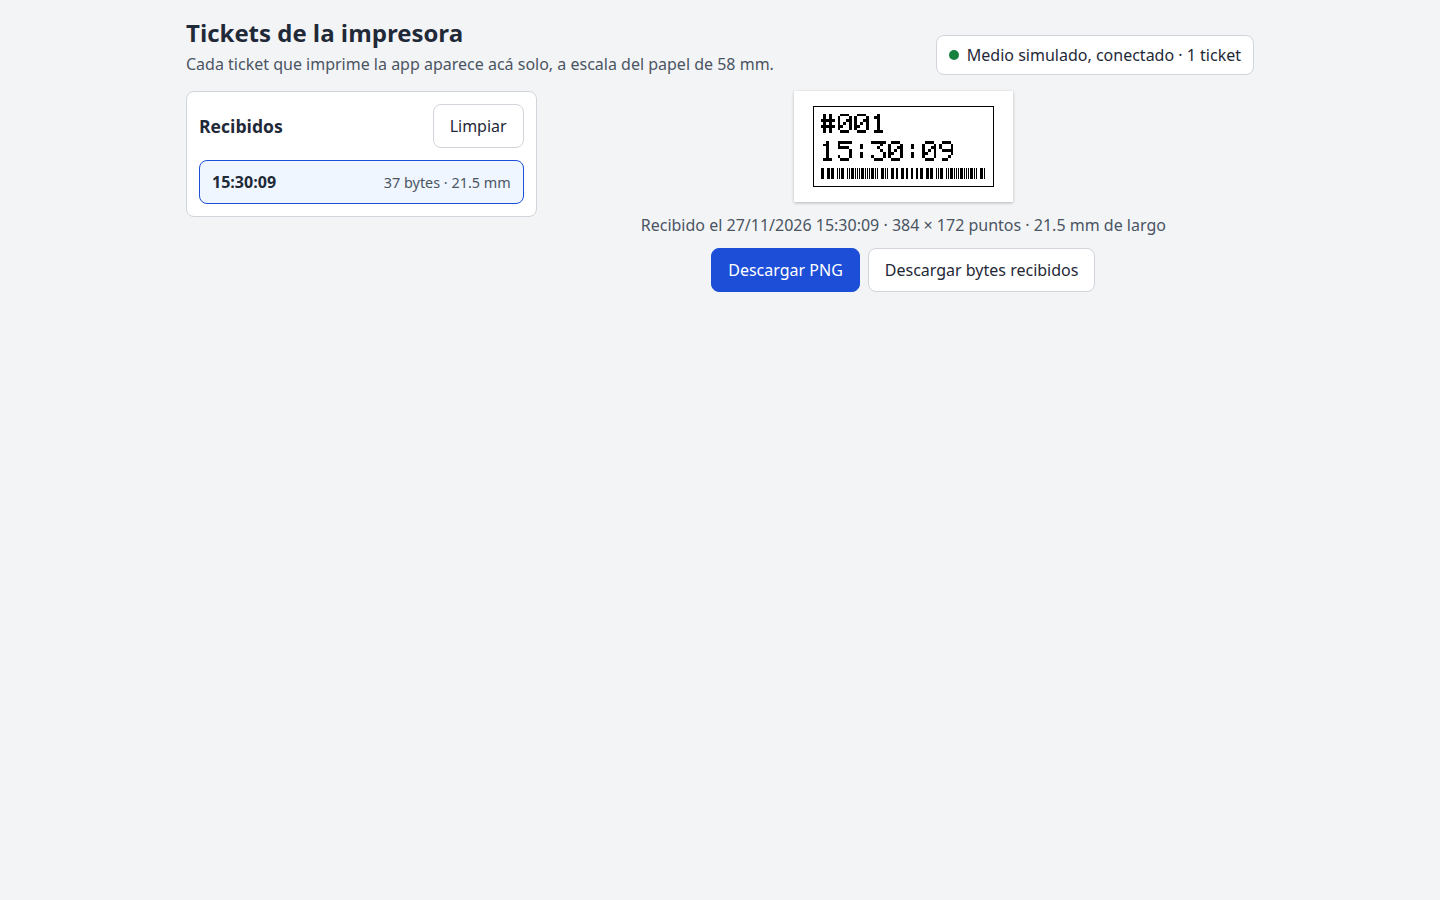 Tickets de la impresora
Cada ticket que imprime la app aparece acá solo, a escala del papel de 58 mm.
Medio simulado, conectado · 1 ticket
Recibidos
Limpiar
15:30:09
37 bytes · 21.5 mm
#001
15:30:09
Recibido el 27/11/2026 15:30:09 · 384 × 172 puntos · 21.5 mm de largo
Descargar PNG
Descargar bytes recibidos